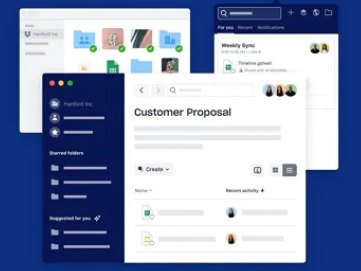 Hanford Inc.
For you Recent Notifications
Weekly Sync
Timeline.gsheet
Hanford Inc.
Customer Proposal
Starred folders
Create
Name
Recent activity
Suggested for you